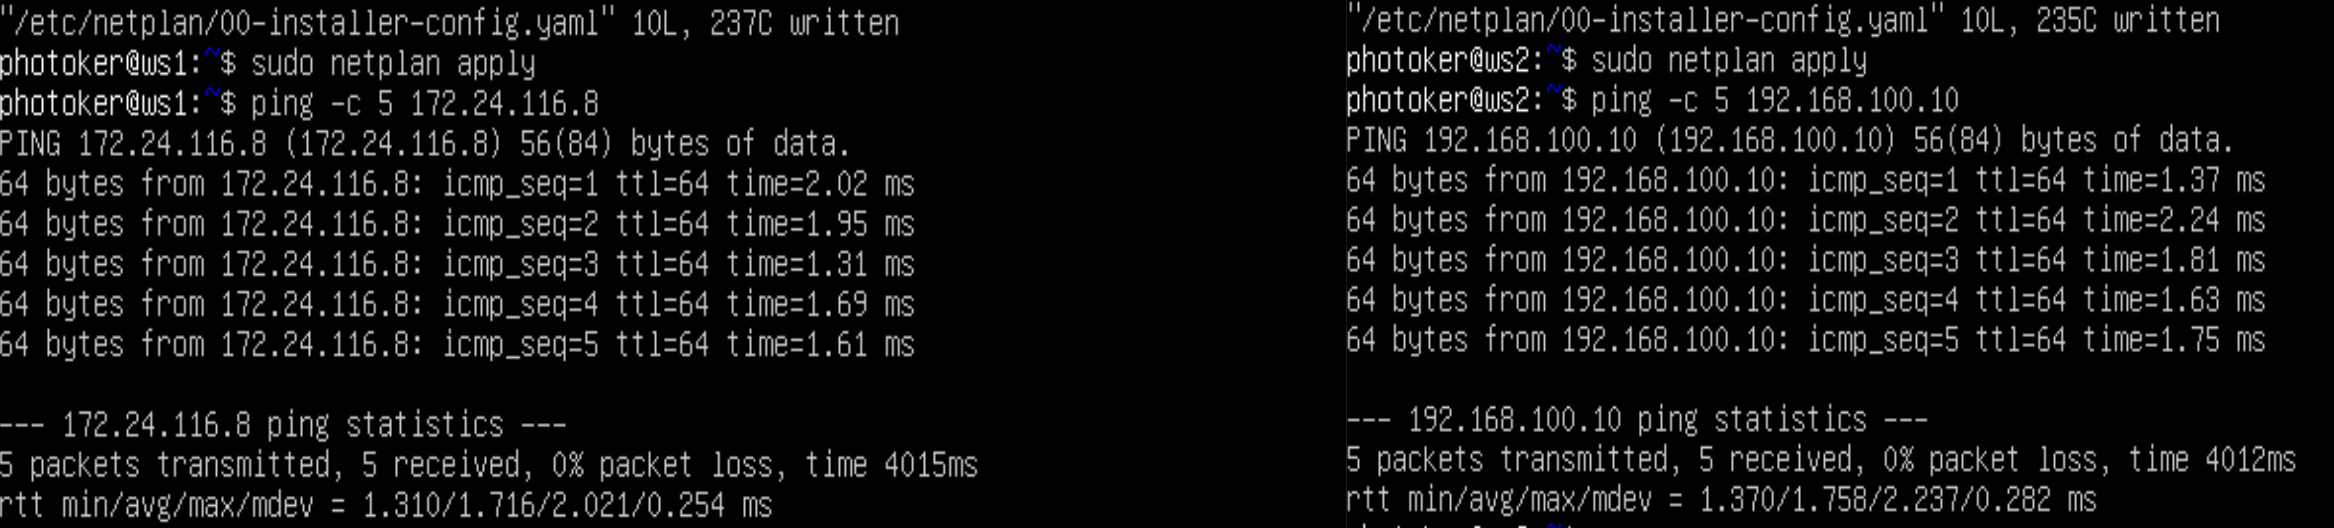 "/etc/netplan/00-installer-config.yaml" 10L, 237C written
photoker@ws1:~$ sudo netplan apply
photoker@ws1:~$ ping -c 5 172.24.116.8
PING 172.24.116.8 (172.24.116.8) 56(84) bytes of data.
64 bytes from 172.24.116.8: icmp_seq=1 ttl=64 time=2.02 ms
64 bytes from 172.24.116.8: icmp_seq=2 ttl=64 time=1.95 ms
64 bytes from 172.24.116.8: icmp_seq=3 ttl=64 time=1.31 ms
64 bytes from 172.24.116.8: icmp_seq=4 ttl=64 time=1.69 ms
64 bytes from 172.24.116.8: icmp_seq=5 ttl=64 time=1.61 ms
--- 172.24.116.8 ping statistics ---
5 packets transmitted, 5 received, 0% packet loss, time 4015ms
rtt min/avg/max/mdev = 1.310/1.716/2.021/0.254 ms
"/etc/netplan/00-installer-config.yaml" 10L, 235C written
photoker@ws2:~$ sudo netplan apply
photoker@ws2:~$ ping -c 5 192.168.100.10
PING 192.168.100.10 (192.168.100.10) 56(84) bytes of data.
64 bytes from 192.168.100.10: icmp_seq=1 ttl=64 time=1.37 ms
64 bytes from 192.168.100.10: icmp_seq=2 ttl=64 time=2.24 ms
64 bytes from 192.168.100.10: icmp_seq=3 ttl=64 time=1.81 ms
64 bytes from 192.168.100.10: icmp_seq=4 ttl=64 time=1.63 ms
64 bytes from 192.168.100.10: icmp_seq=5 ttl=64 time=1.75 ms
--- 192.168.100.10 ping statistics ---
5 packets transmitted, 5 received, 0% packet loss, time 4012ms
rtt min/avg/max/mdev = 1.370/1.758/2.237/0.282 ms